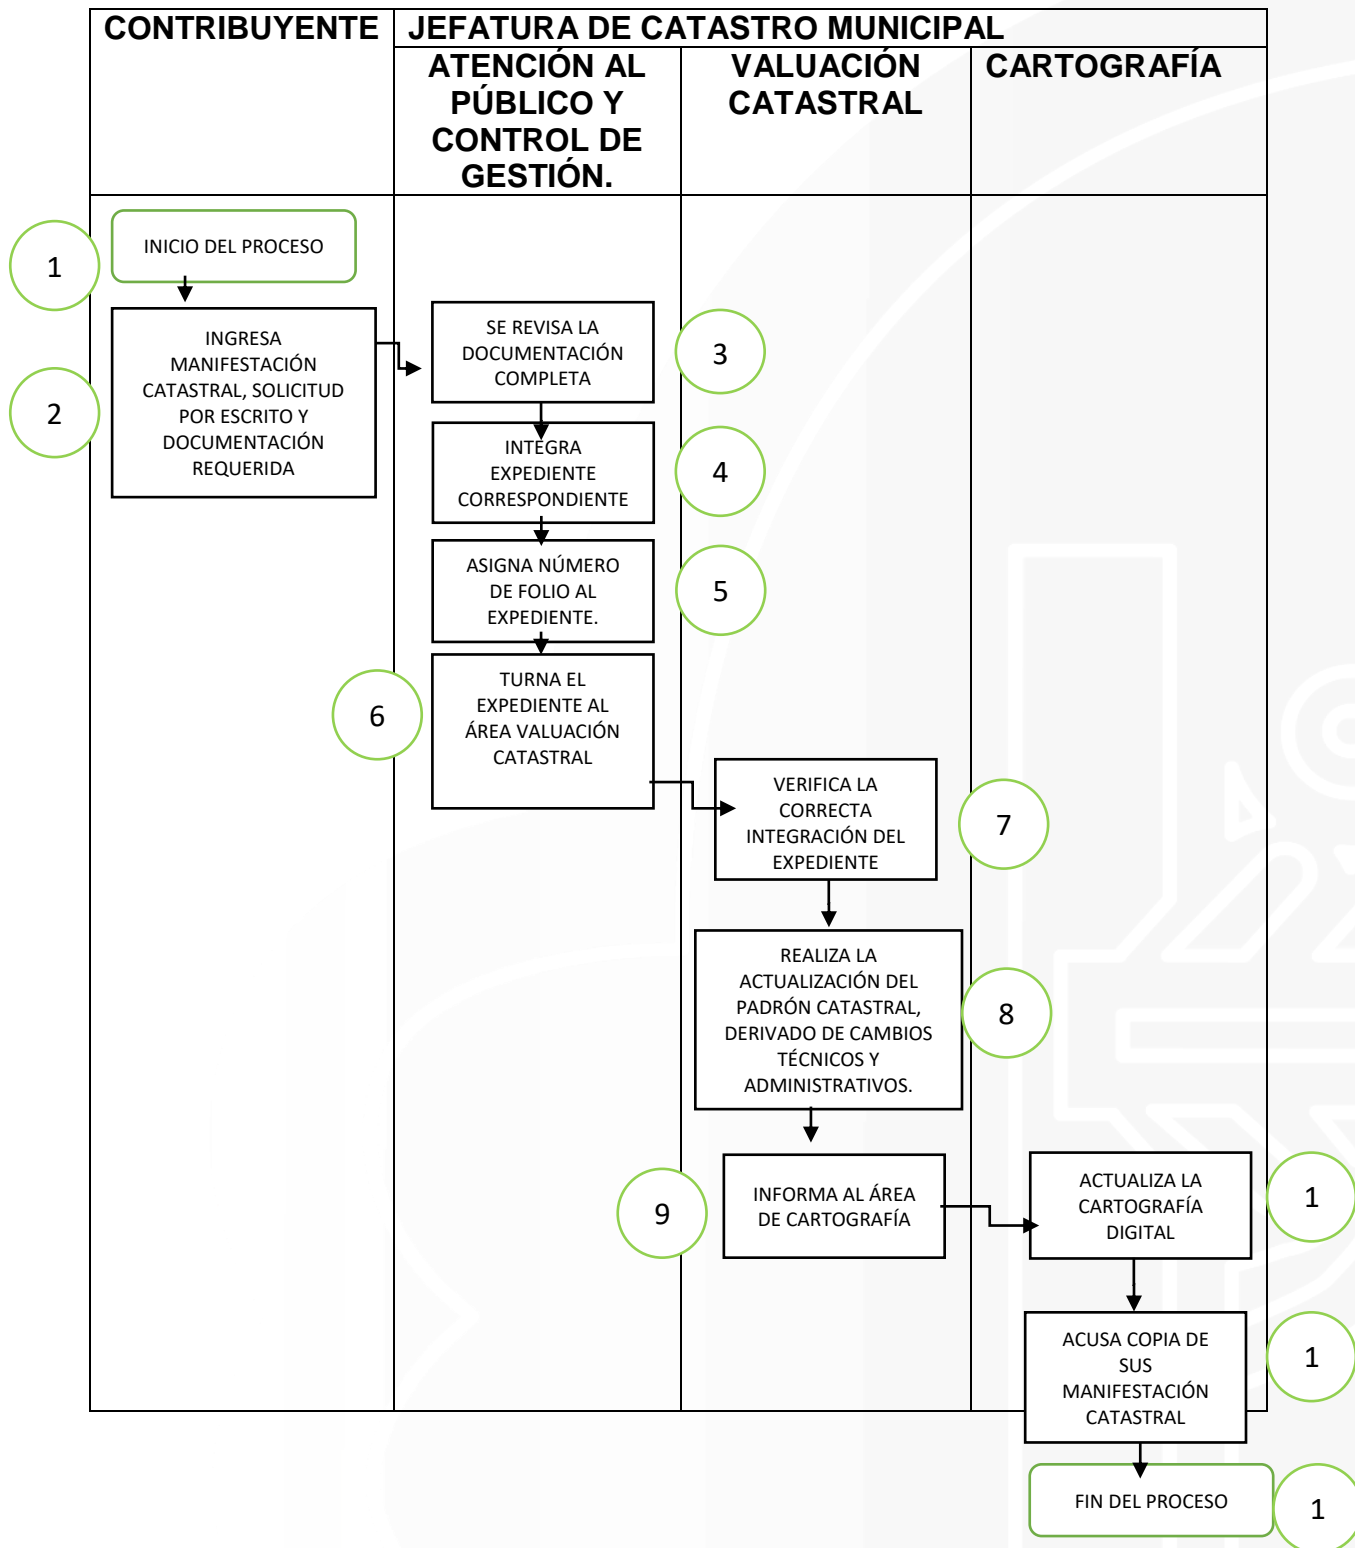 CONTRIBUYENTE
JEFATURA DE CATASTRO MUNICIPAL
ATENCIÓN AL
PÚBLICO Y
CONTROL DE
GESTIÓN.
VALUACIÓN
CATASTRAL
CARTOGRAFÍA
1
INICIO DEL PROCESO
2
INGRESA
MANIFESTACIÓN
CATASTRAL, SOLICITUD
POR ESCRITO Y
DOCUMENTACIÓN
REQUERIDA
SE REVISA LA
DOCUMENTACIÓN
COMPLETA
3
INTEGRA
EXPEDIENTE
CORRESPONDIENTE
4
ASIGNA NÚMERO
DE FOLIO AL
EXPEDIENTE.
5
6
TURNA EL
EXPEDIENTE AL
ÁREA VALUACIÓN
CATASTRAL
VERIFICA LA
CORRECTA
INTEGRACIÓN DEL
EXPEDIENTE
7
REALIZA LA
ACTUALIZACIÓN DEL
PADRÓN CATASTRAL,
DERIVADO DE CAMBIOS
TÉCNICOS Y
ADMINISTRATIVOS.
8
9
INFORMA AL ÁREA
DE CARTOGRAFÍA
ACTUALIZA LA
CARTOGRAFÍA
DIGITAL
1
ACUSA COPIA DE
SUS
MANIFESTACIÓN
CATASTRAL
1
FIN DEL PROCESO
1